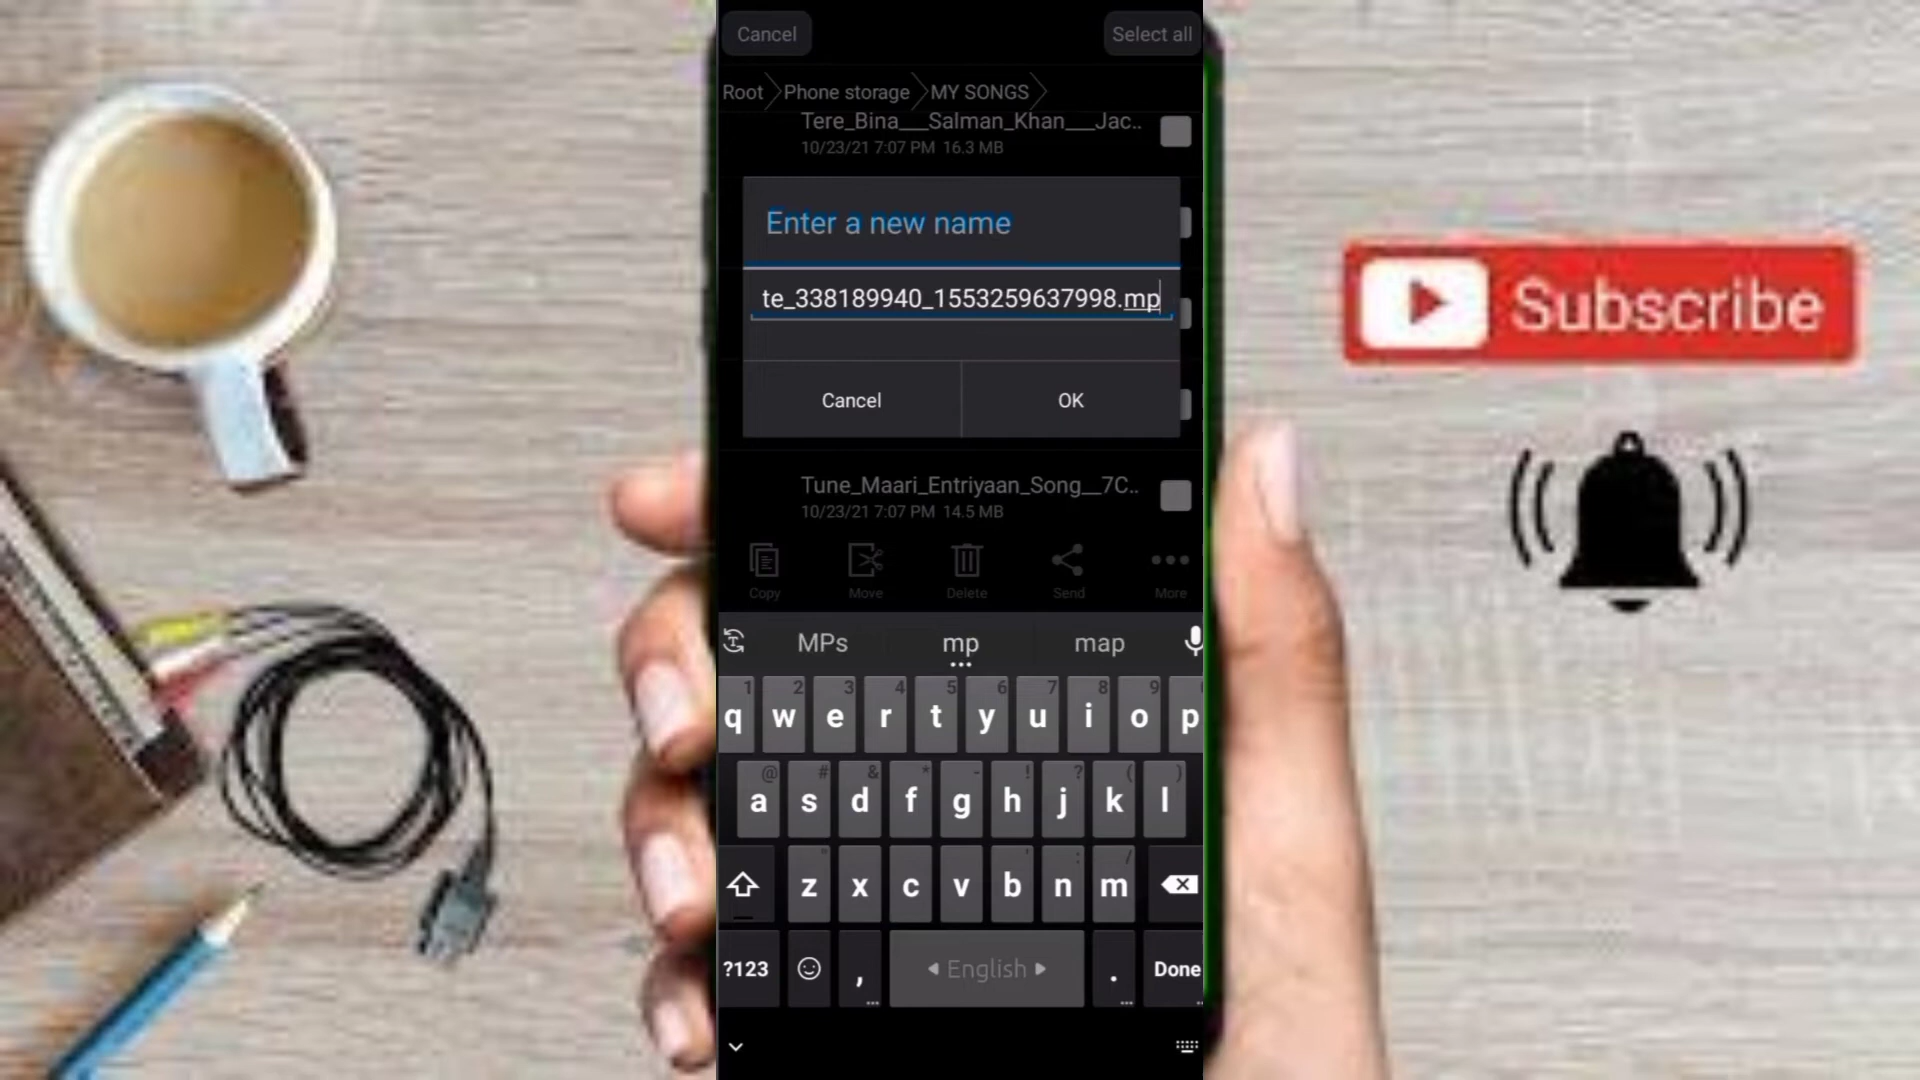 Cancel
Select all
Root
Phone storage
MY SONGS
Tere_Bina___Salman_Khan___Jac..
10/23/21 7:07 PM 16.3 MB
Enter a new name
te_338189940_1553259637998.mp
Cancel
OK
Tune_Maari_Entriyaan_Song__7C..
10/23/21 7:07 PM 14.5 MB
Copy
Move
Delete
Send
More
MPs
mp
map
1 2 3 4 5 6 7 8 9
q w e r t y u i o p
@ # & * - ! ? ( )
a s d f g h j k l
" ' : /
z x c v b n m
?123
,
English
.
Done
Subscribe